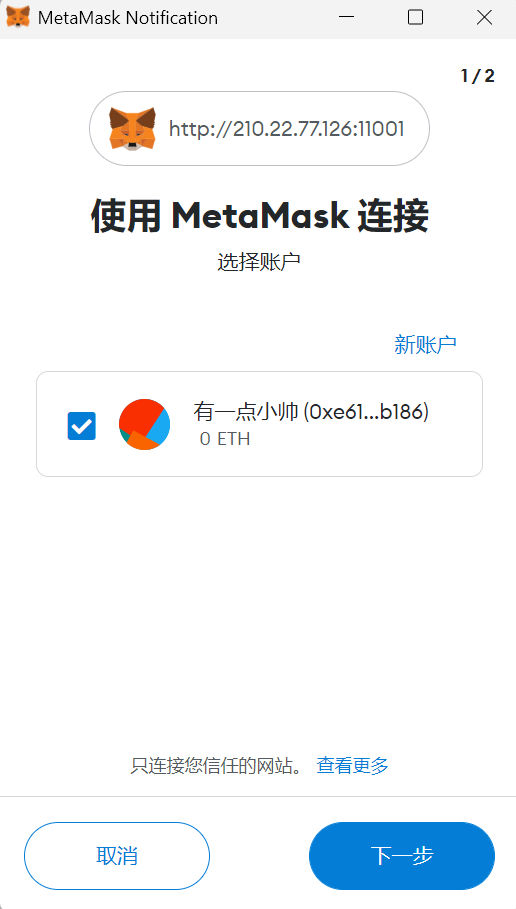 MetaMask Notification
1 / 2
http://210.22.77.126:11001
使用 MetaMask 连接
选择账户
新账户
有一点小帅 (0xe61...b186)
0 ETH
只连接您信任的网站。 查看更多
取消
下一步